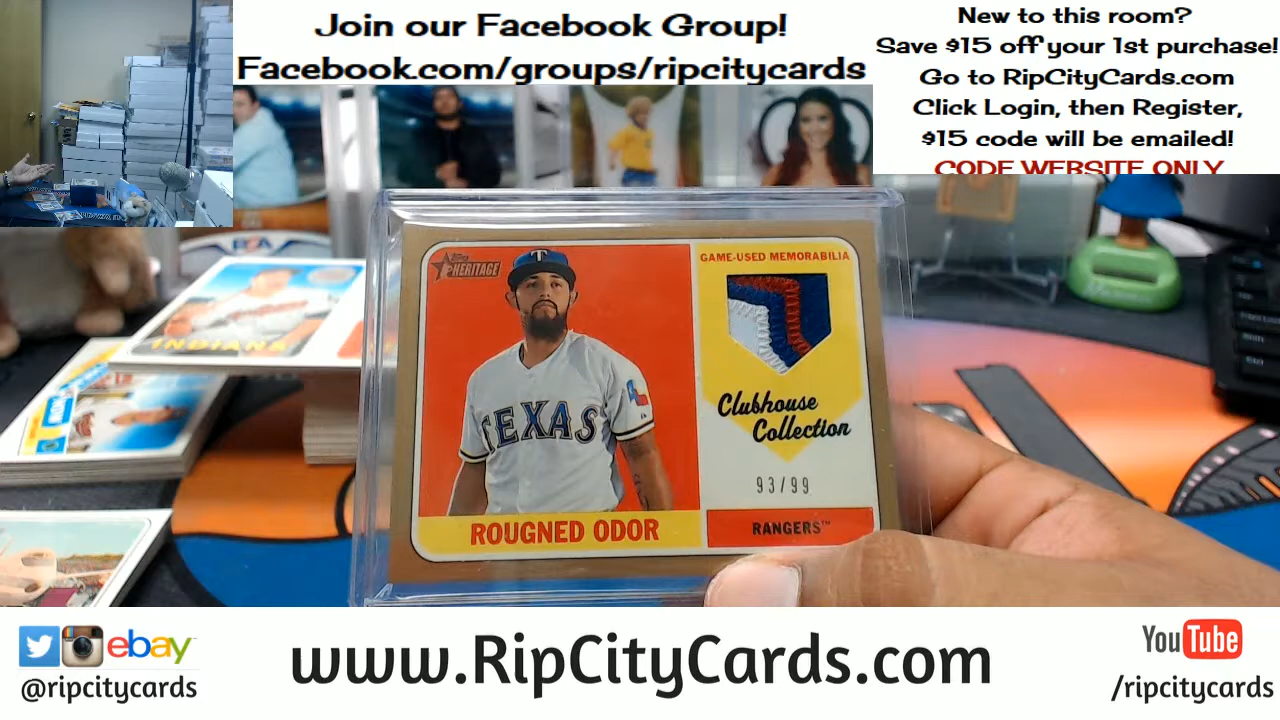 Join our Facebook Group!
Facebook.com/groups/ripcitycards
New to this room?
Save $15 off your 1st purchase!
Go to RipCityCards.com
Click Login, then Register,
$15 code will be emailed!
CODE WEBSITE ONLY
INDIANS
Topps
HERITAGE
T
GAME-USED MEMORABILIA
TEXAS
Clubhouse
Collection
93/99
ROUGNED ODOR
RANGERS™
ebay
@ripcitycards
www.RipCityCards.com
YouTube
/ripcitycards